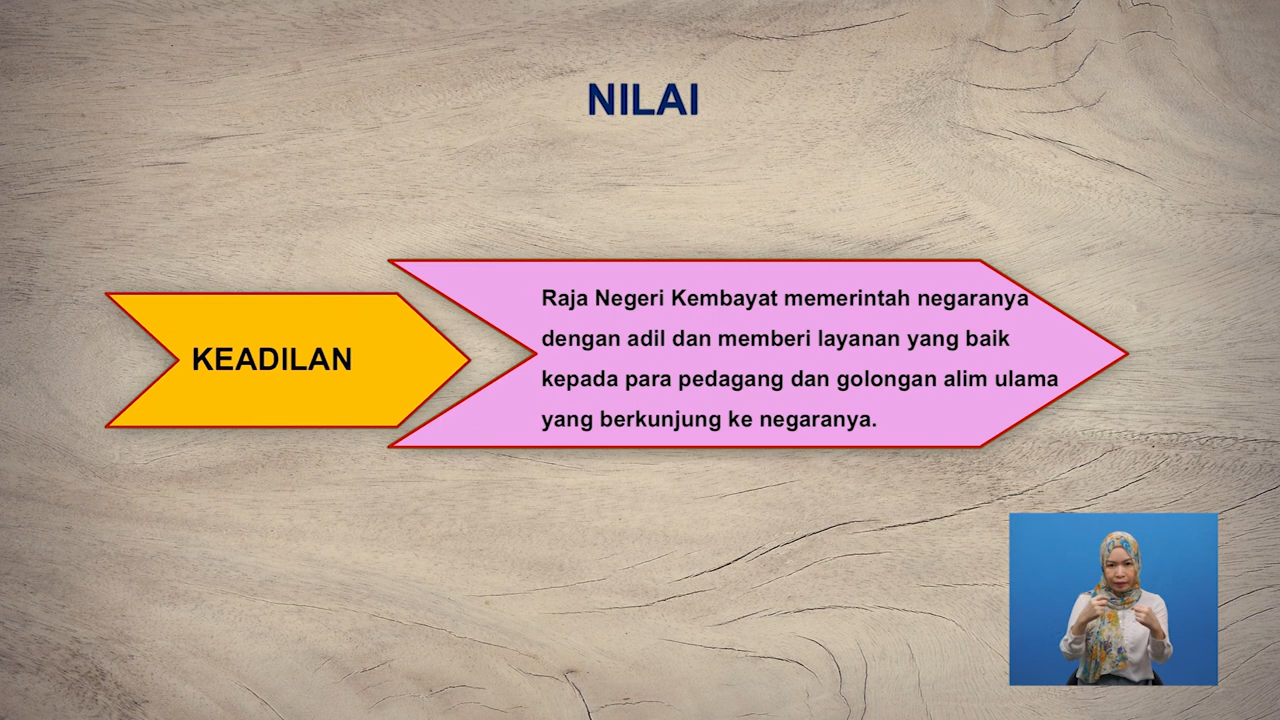 NILAI
KEADILAN
Raja Negeri Kembayat memerintah negaranya
dengan adil dan memberi layanan yang baik
kepada para pedagang dan golongan alim ulama
yang berkunjung ke negaranya.